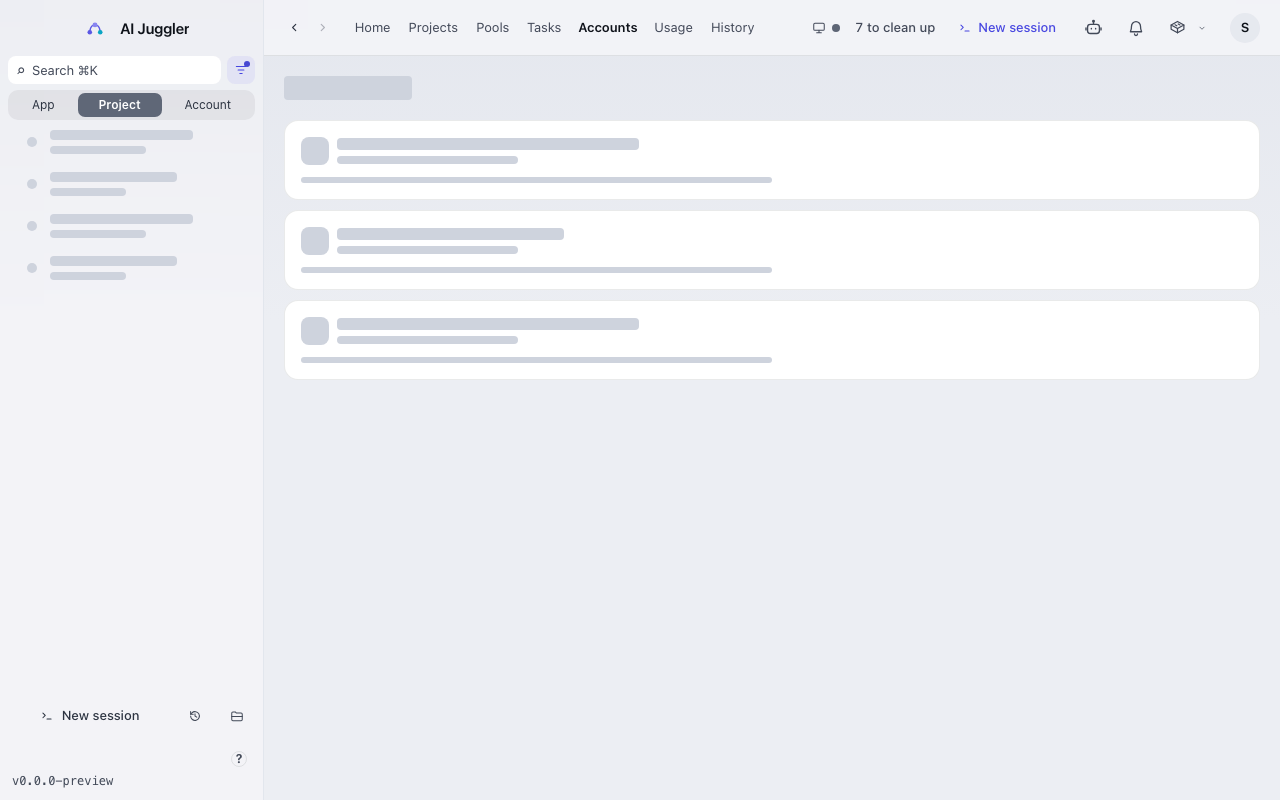 AI Juggler
Search ⌘K
App Project Account
Home Projects Pools Tasks Accounts Usage History
7 to clean up
New session
S
New session
?
v0.0.0-preview